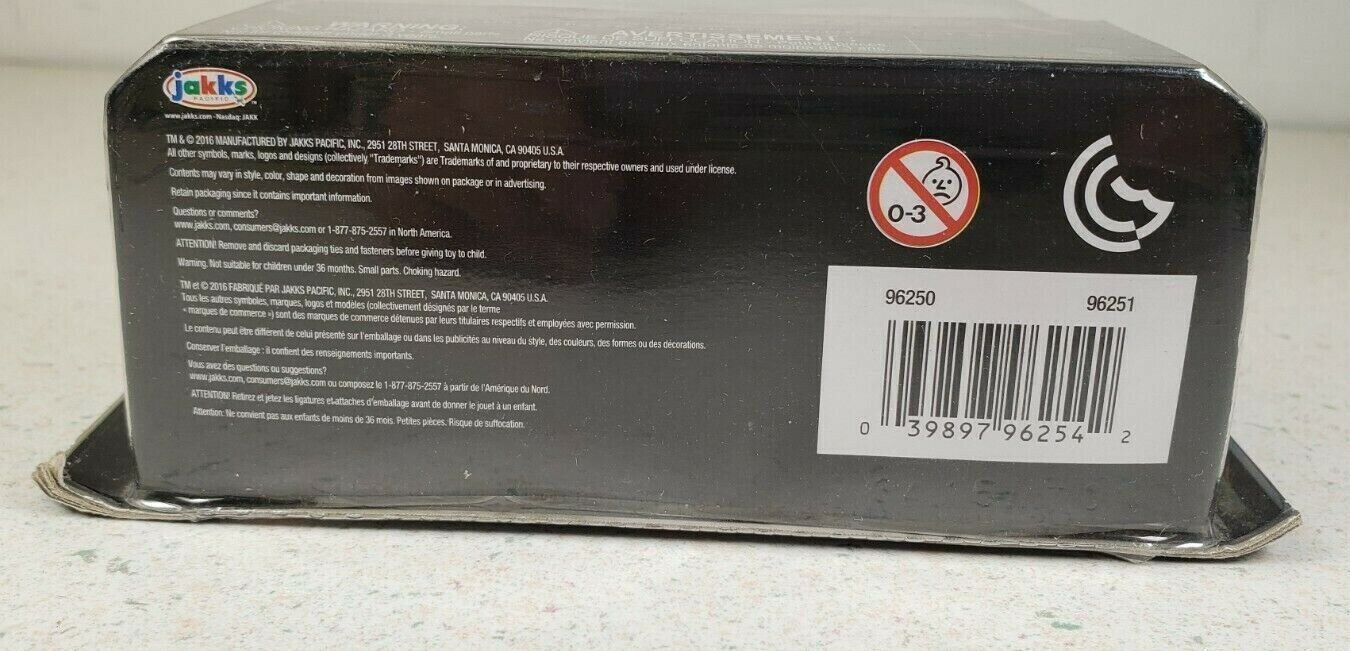 WARNING:
AVERTISSEMENT :
jakks
PACIFIC
TM
www.jakks.com - Nasdaq: JAKK
TM & © 2016 MANUFACTURED BY JAKKS PACIFIC, INC., 2951 28TH STREET, SANTA MONICA, CA 90405 U.S.A.
All other symbols, marks, logos and designs (collectively, "Trademarks") are Trademarks of and proprietary to their respective owners and used under license.
Contents may vary in style, color, shape and decoration from images shown on package or in advertising.
Retain packaging since it contains important information.
Questions or comments?
www.jakks.com, consumers@jakks.com or 1-877-875-2557 in North America.
ATTENTION! Remove and discard packaging ties and fasteners before giving toy to child.
Warning. Not suitable for children under 36 months. Small parts. Choking hazard.
TM et © 2016 FABRIQUÉ PAR JAKKS PACIFIC, INC., 2951 28TH STREET, SANTA MONICA, CA 90405 U.S.A.
Tous les autres symboles, marques, logos et modèles (collectivement désignés par le terme
« marques de commerce ») sont des marques de commerce détenues par leurs titulaires respectifs et employées avec permission.
Le contenu peut être différent de celui présenté sur l'emballage ou dans les publicités au niveau du style, des couleurs, des formes ou des décorations.
Conserver l'emballage : il contient des renseignements importants.
Vous avez des questions ou suggestions?
www.jakks.com, consumers@jakks.com ou composez le 1-877-875-2557 à partir de l'Amérique du Nord.
ATTENTION! Retirez et jetez les ligatures et attaches d'emballage avant de donner le jouet à un enfant.
Attention: Ne convient pas aux enfants de moins de 36 mois. Petites pièces. Risque de suffocation.
0-3
96250 96251
0 39897 96254 2